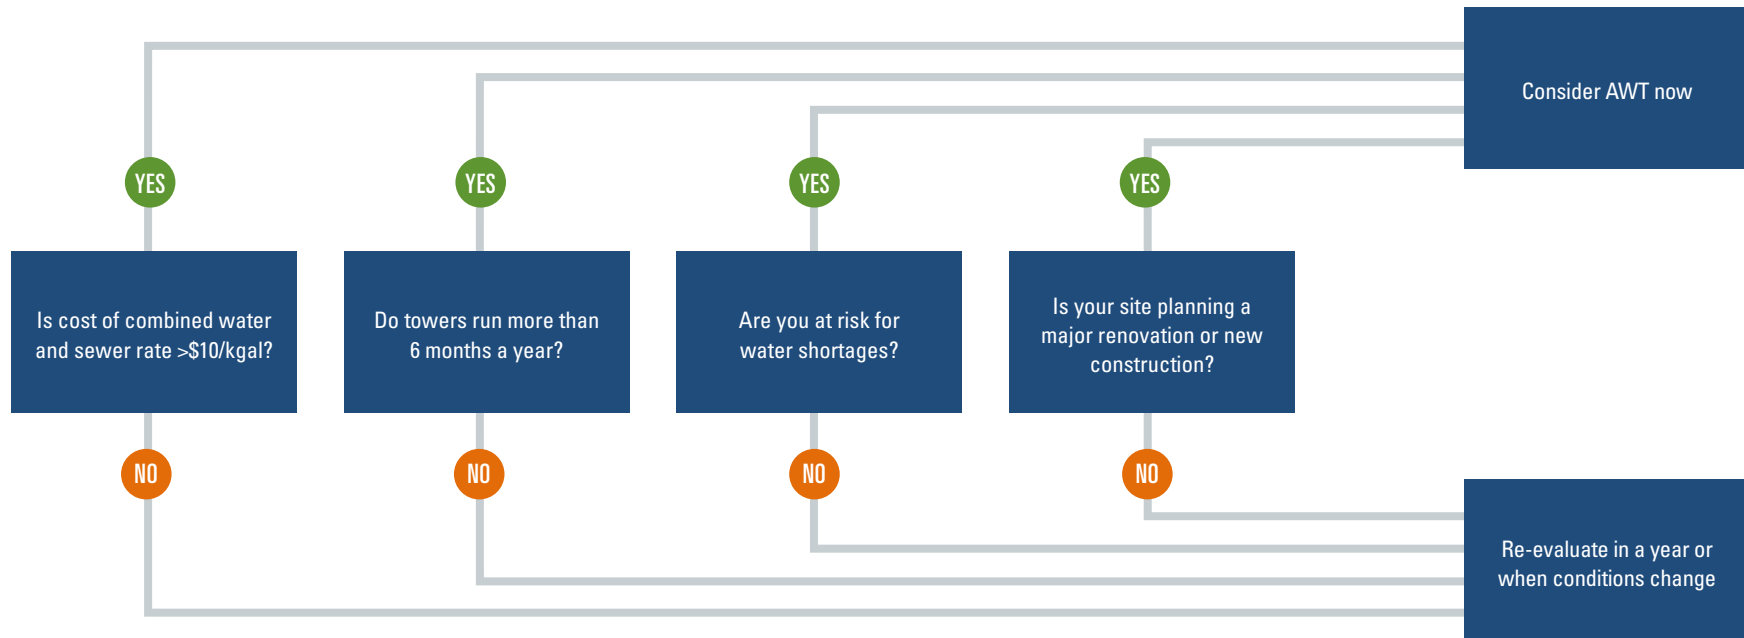 Consider AWT now
YES
YES
YES
YES
Is cost of combined water
and sewer rate >$10/kgal?
Do towers run more than
6 months a year?
Are you at risk for
water shortages?
Is your site planning a
major renovation or new
construction?
NO
NO
NO
NO
Re-evaluate in a year or
when conditions change